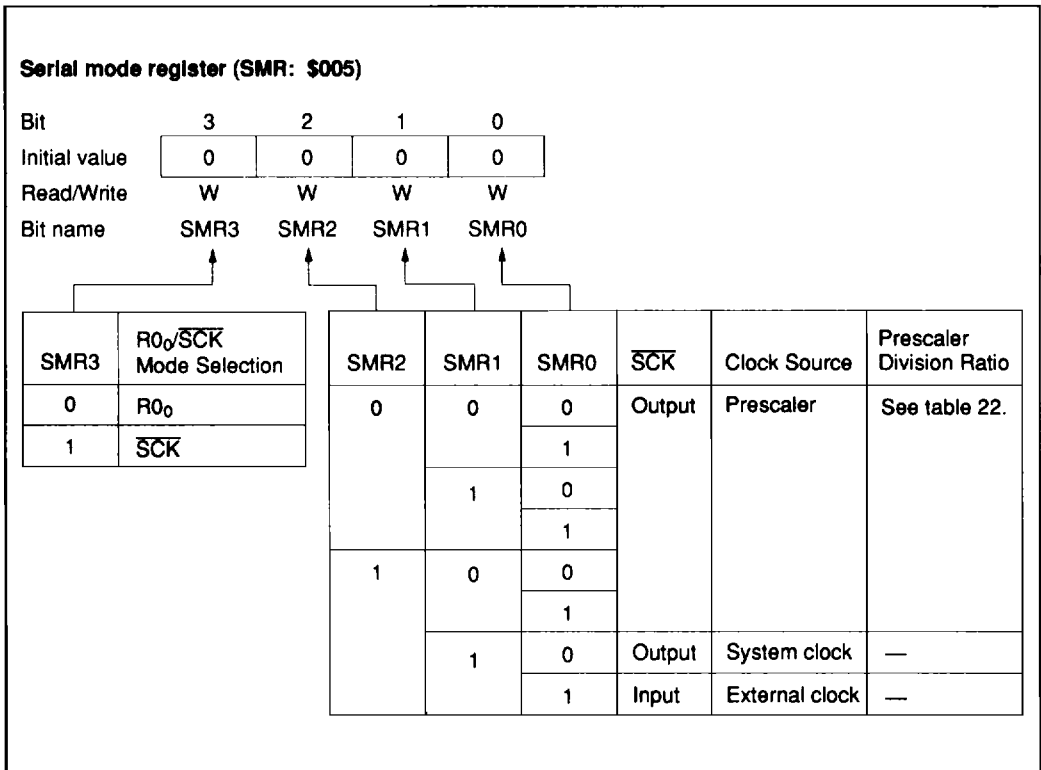 Serial mode register (SMR: $005)
Bit 3 2 1 0
Initial value 0 0 0 0
Read/Write W W W W
Bit name SMR3 SMR2 SMR1 SMR0
SMR3 R0₀/S̅C̅K̅ Mode Selection
0 R0₀
1 S̅C̅K̅
SMR2 SMR1 SMR0 S̅C̅K̅ Clock Source Prescaler Division Ratio
0 0 0 Output Prescaler See table 22.
1
1 0
1
1 0 0
1
1 0 Output System clock —
1 Input External clock —